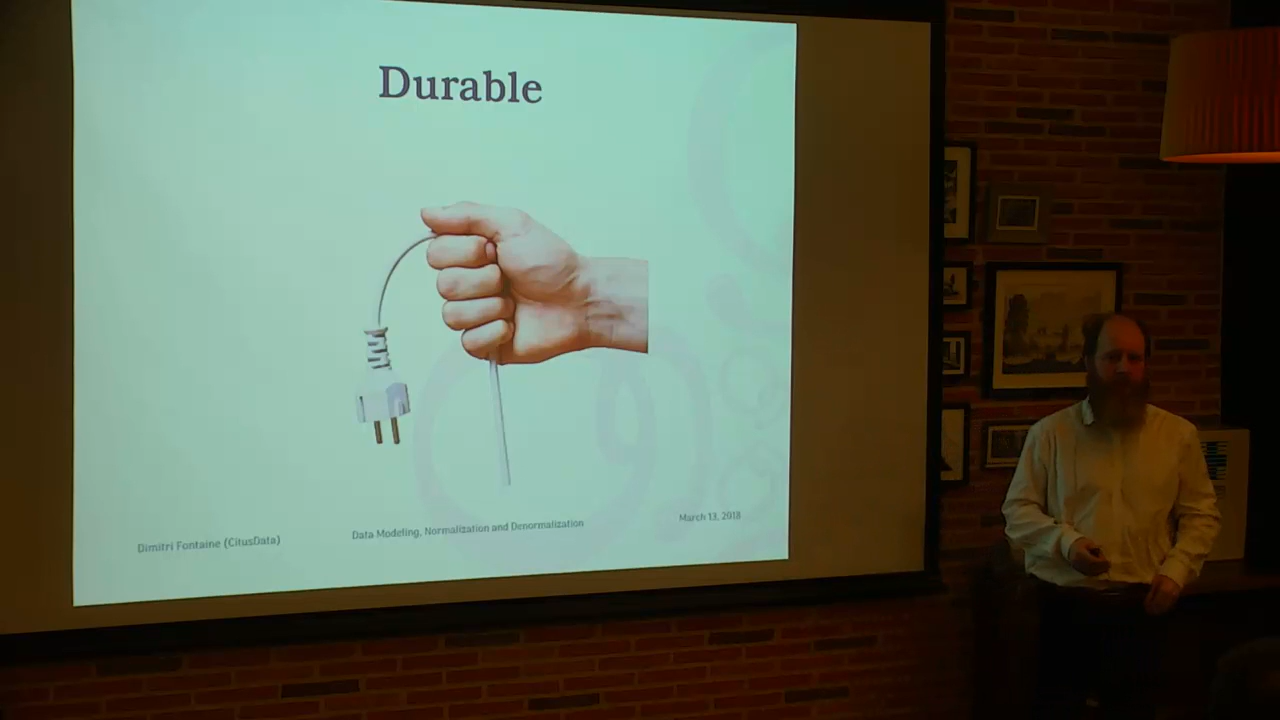 Durable
Dimitri Fontaine (CitusData)
Data Modeling, Normalization and Denormalization
March 13, 2018